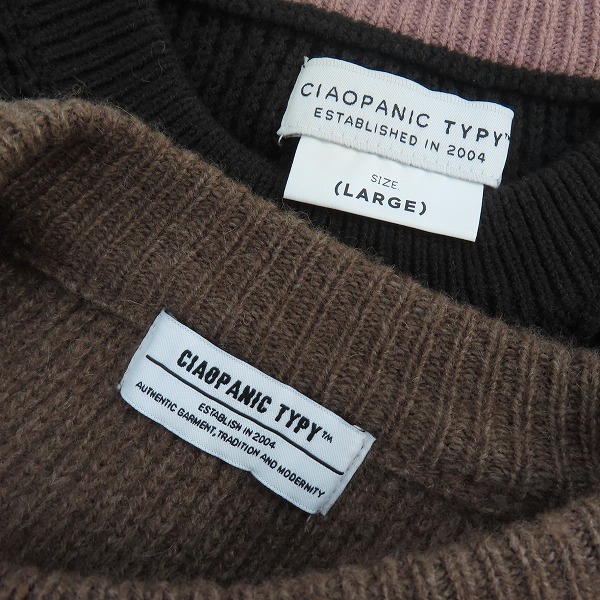 CIAOPANIC TYPY™
ESTABLISHED IN 2004
SIZE
(LARGE)
CIAOPANIC TYPY™
ESTABLISH IN 2004
AUTHENTIC GARMENT, TRADITION AND MODERNITY